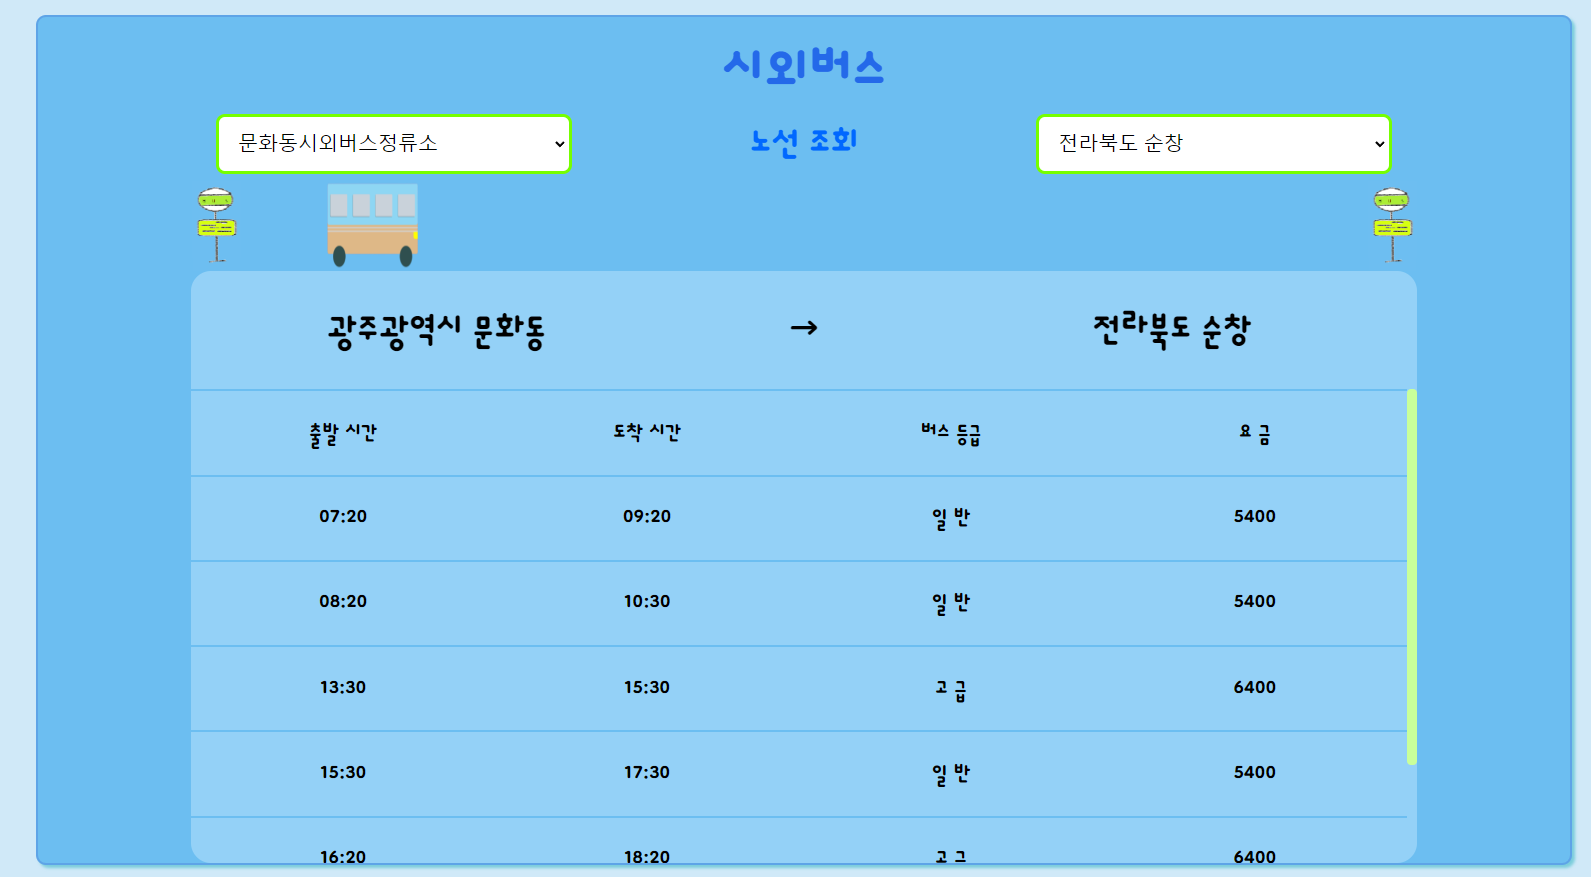 시외버스
문화동시외버스정류소 노선 조회 전라북도 순창
광주광역시 문화동 → 전라북도 순창
출발 시간 도착 시간 버스 등급 요 금
07:20 09:20 일 반 5400
08:20 10:30 일 반 5400
13:30 15:30 고 급 6400
15:30 17:30 일 반 5400
16:20 18:20 6400